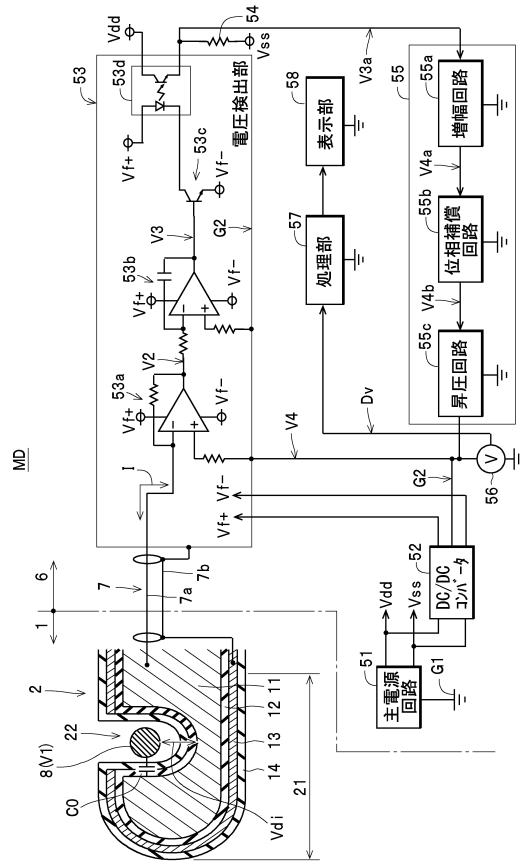 MD
1
6
2
22
8(V1)
C0
Vdi
21
11
12
13
14
7
7a
7b
I
53
電圧検出部
53a
53b
53c
53d
Vf+
Vf-
V2
Vf+
Vf-
V3
G2
Vf-
Vf+
Vdd
54
Vss
V3a
55
55a
増幅回路
V4a
55b
位相補償
回路
V4b
55c
昇圧回路
58
表示部
57
処理部
Dv
V4
V
56
Vf+
Vf-
G2
52
DC/DC
コンバータ
Vdd
Vss
51
主電源
回路
G1